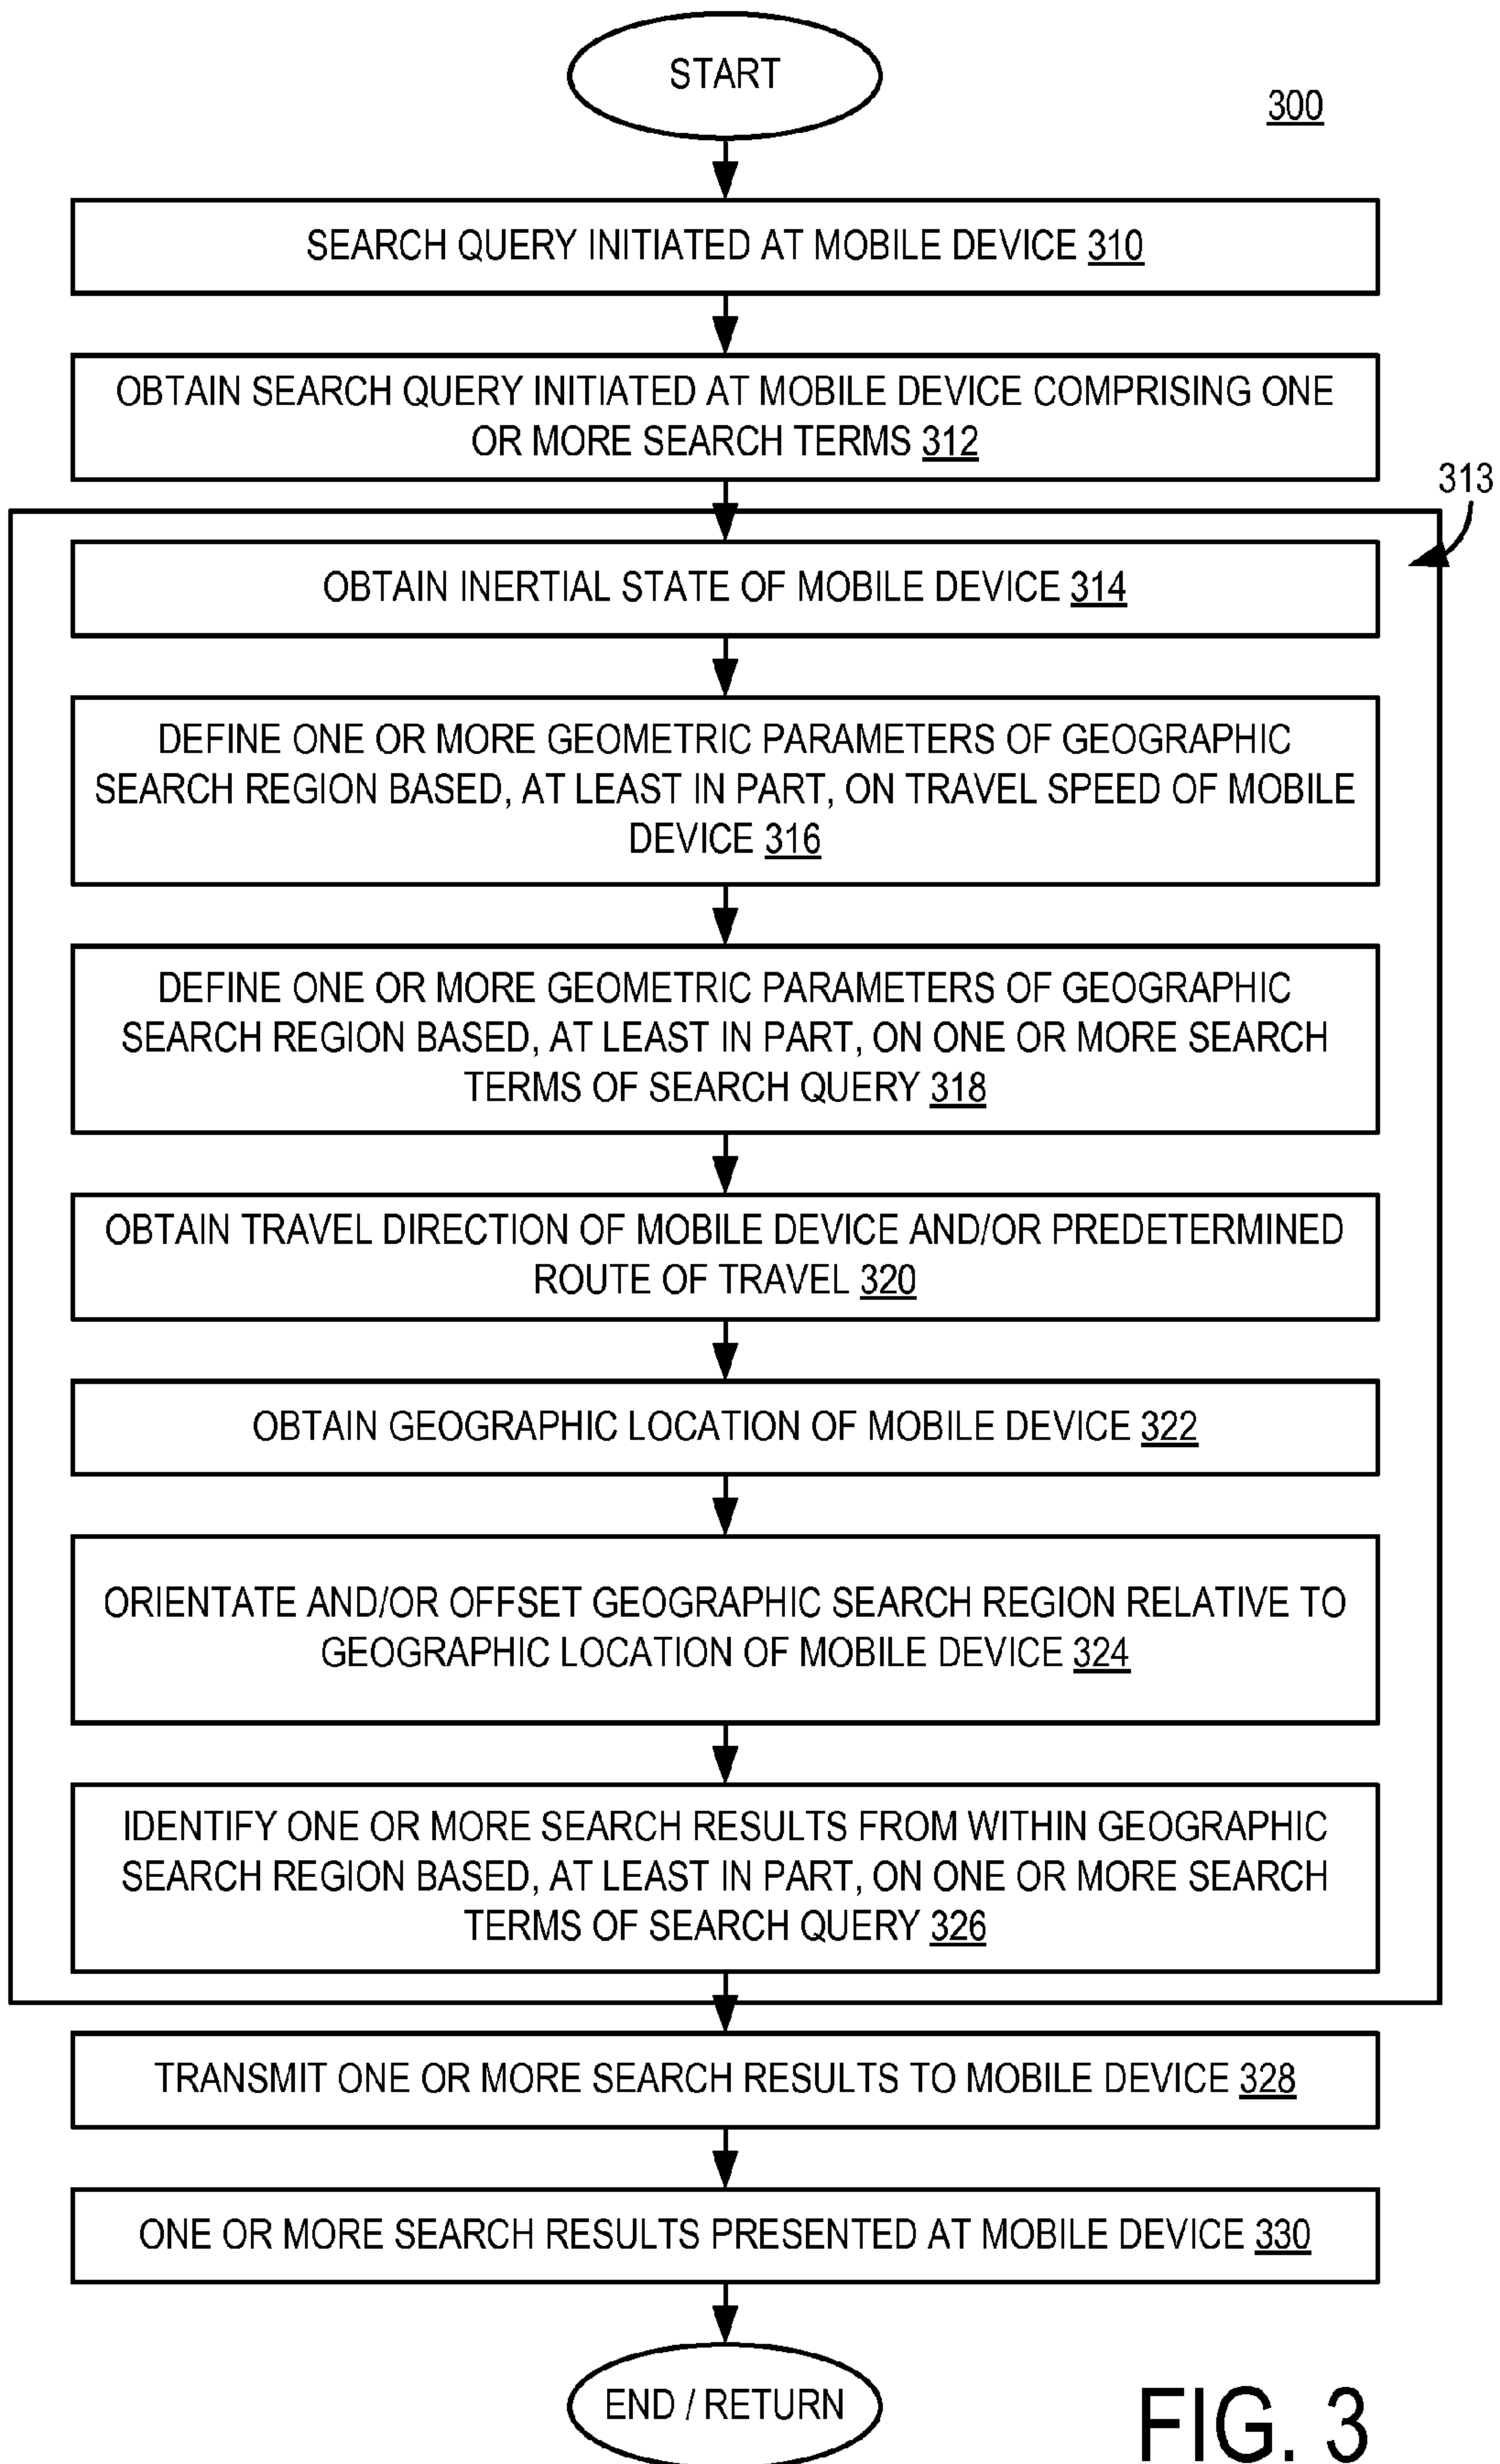 START
300
SEARCH QUERY INITIATED AT MOBILE DEVICE 310
OBTAIN SEARCH QUERY INITIATED AT MOBILE DEVICE COMPRISING ONE
OR MORE SEARCH TERMS 312
313
OBTAIN INERTIAL STATE OF MOBILE DEVICE 314
DEFINE ONE OR MORE GEOMETRIC PARAMETERS OF GEOGRAPHIC
SEARCH REGION BASED, AT LEAST IN PART, ON TRAVEL SPEED OF MOBILE
DEVICE 316
DEFINE ONE OR MORE GEOMETRIC PARAMETERS OF GEOGRAPHIC
SEARCH REGION BASED, AT LEAST IN PART, ON ONE OR MORE SEARCH
TERMS OF SEARCH QUERY 318
OBTAIN TRAVEL DIRECTION OF MOBILE DEVICE AND/OR PREDETERMINED
ROUTE OF TRAVEL 320
OBTAIN GEOGRAPHIC LOCATION OF MOBILE DEVICE 322
ORIENTATE AND/OR OFFSET GEOGRAPHIC SEARCH REGION RELATIVE TO
GEOGRAPHIC LOCATION OF MOBILE DEVICE 324
IDENTIFY ONE OR MORE SEARCH RESULTS FROM WITHIN GEOGRAPHIC
SEARCH REGION BASED, AT LEAST IN PART, ON ONE OR MORE SEARCH
TERMS OF SEARCH QUERY 326
TRANSMIT ONE OR MORE SEARCH RESULTS TO MOBILE DEVICE 328
ONE OR MORE SEARCH RESULTS PRESENTED AT MOBILE DEVICE 330
END / RETURN
FIG. 3